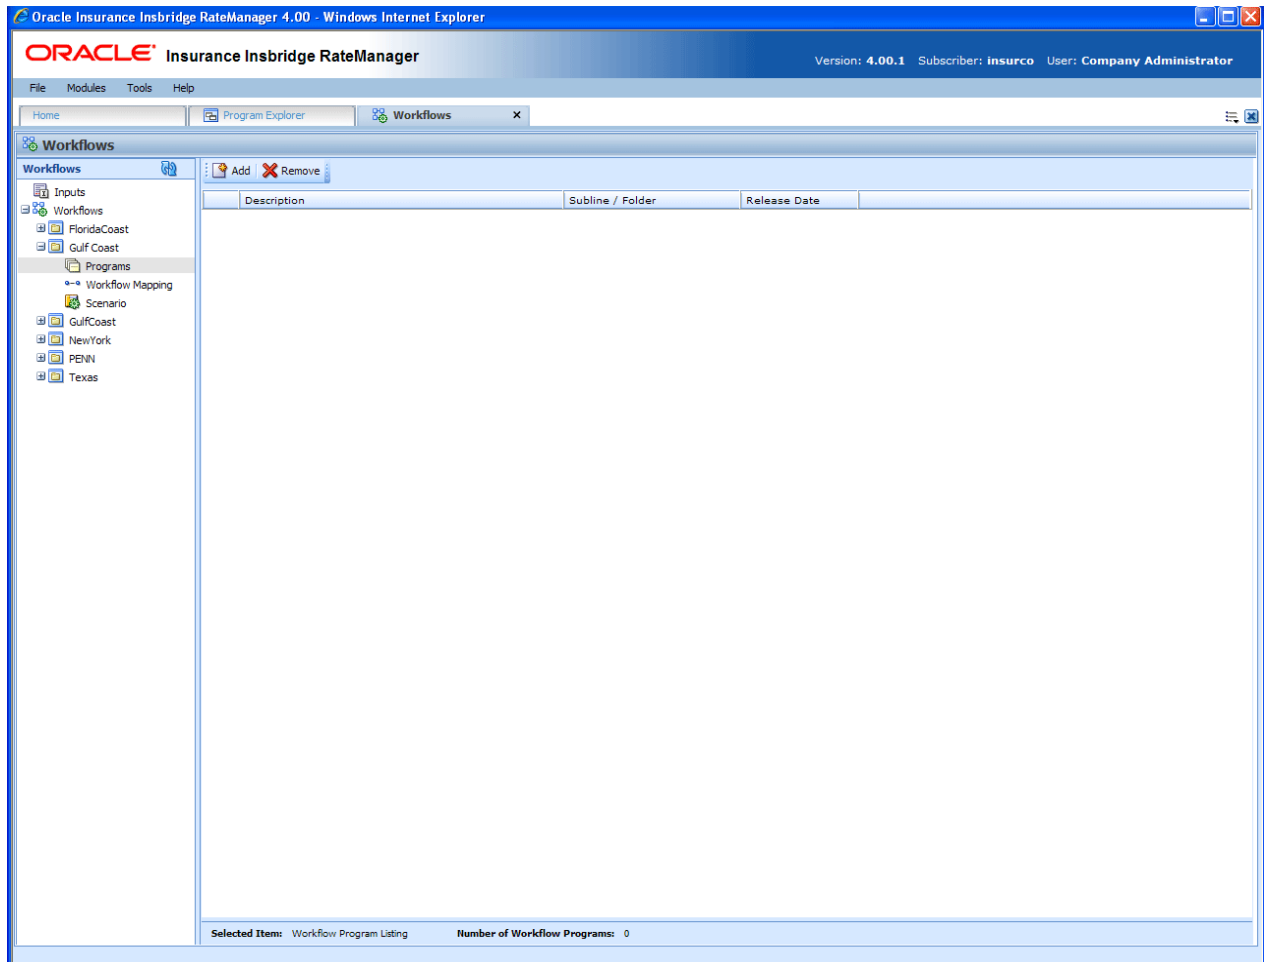 Oracle Insurance Insbridge RateManager 4.00 - Windows Internet Explorer
ORACLE Insurance Insbridge RateManager
Version: 4.00.1 Subscriber: insurco User: Company Administrator
File Modules Tools Help
Home Program Explorer Workflows
Workflows
Workflows
Add Remove
Inputs
Workflows
FloridaCoast
Gulf Coast
Programs
Workflow Mapping
Scenario
GulfCoast
NewYork
PENN
Texas
Description Subline / Folder Release Date
Selected Item: Workflow Program Listing Number of Workflow Programs: 0